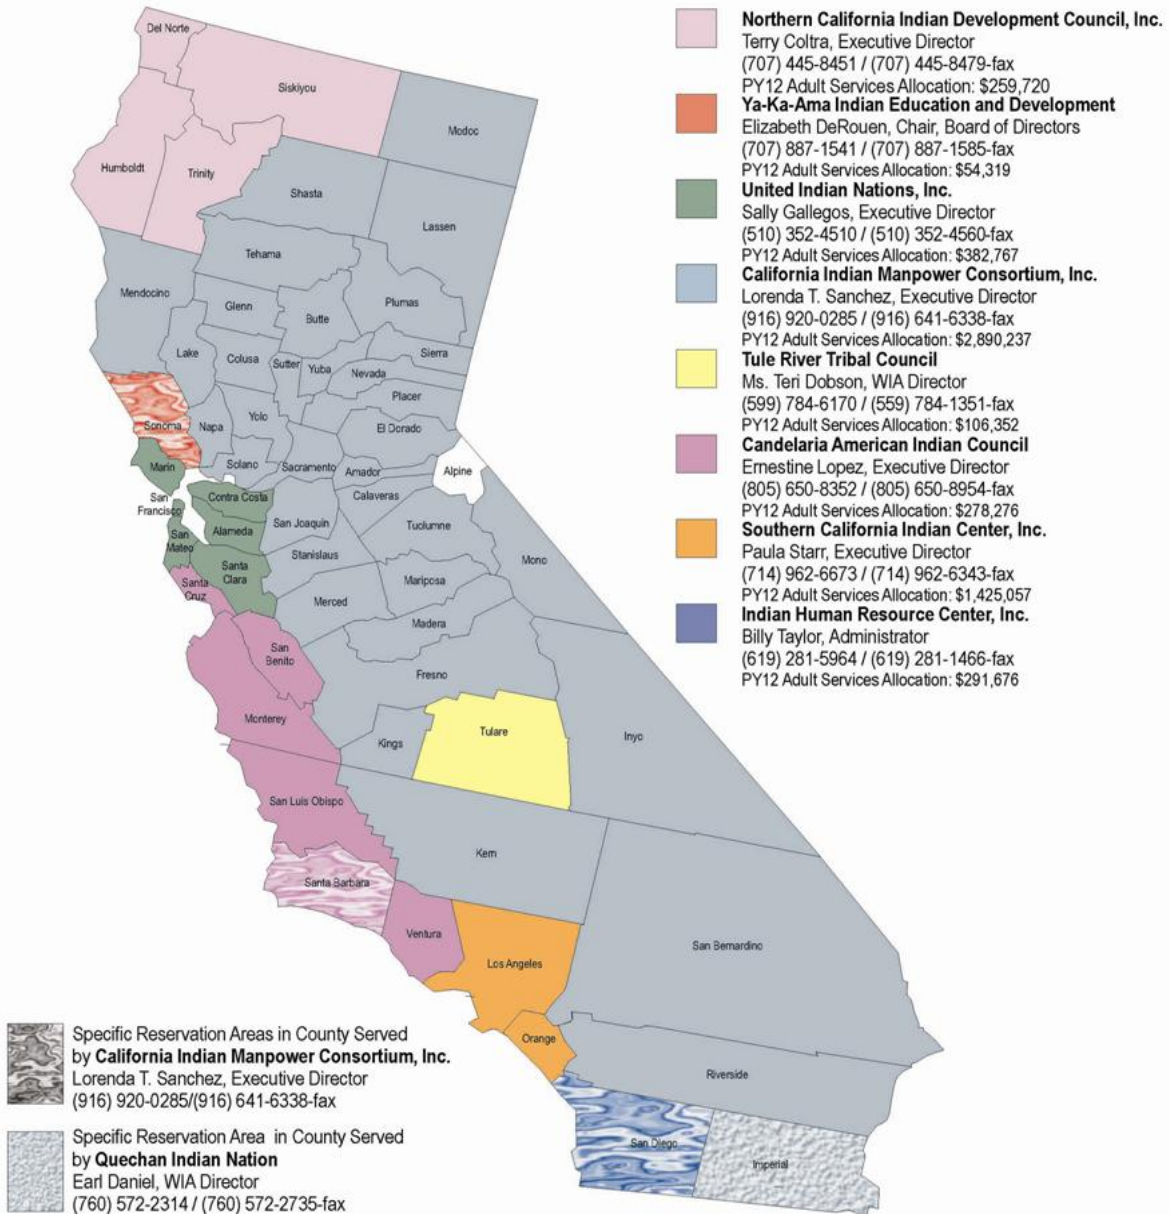 Northern California Indian Development Council, Inc.
Terry Coltra, Executive Director
(707) 445-8451 / (707) 445-8479-fax
PY12 Adult Services Allocation: $259,720
Ya-Ka-Ama Indian Education and Development
Elizabeth DeRouen, Chair, Board of Directors
(707) 887-1541 / (707) 887-1585-fax
PY12 Adult Services Allocation: $54,319
United Indian Nations, Inc.
Sally Gallegos, Executive Director
(510) 352-4510 / (510) 352-4560-fax
PY12 Adult Services Allocation: $382,767
California Indian Manpower Consortium, Inc.
Lorenda T. Sanchez, Executive Director
(916) 920-0285 / (916) 641-6338-fax
PY12 Adult Services Allocation: $2,890,237
Tule River Tribal Council
Ms. Teri Dobson, WIA Director
(599) 784-6170 / (559) 784-1351-fax
PY12 Adult Services Allocation: $106,352
Candelaria American Indian Council
Ernestine Lopez, Executive Director
(805) 650-8352 / (805) 650-8954-fax
PY12 Adult Services Allocation: $278,276
Southern California Indian Center, Inc.
Paula Starr, Executive Director
(714) 962-6673 / (714) 962-6343-fax
PY12 Adult Services Allocation: $1,425,057
Indian Human Resource Center, Inc.
Billy Taylor, Administrator
(619) 281-5964 / (619) 281-1466-fax
PY12 Adult Services Allocation: $291,676
Del Norte
Siskiyou
Modoc
Humboldt
Trinity
Shasta
Lassen
Tehama
Mendocino
Glenn
Butte
Plumas
Lake
Colusa
Sutter
Yuba
Nevada
Sierra
Placer
Sonoma
Napa
Yolo
El Dorado
Marin
Solano
Sacramento
Amador
Alpine
San
Francisco
Contra Costa
San Joaquin
Calaveras
Alameda
Tuolumne
San
Mateo
Stanislaus
Mono
Santa
Clara
Santa
Cruz
Merced
Mariposa
Madera
San
Benito
Fresno
Monterey
Kings
Tulare
Inyo
San Luis Obispo
Kern
Santa Barbara
Ventura
Los Angeles
San Bernardino
Orange
Riverside
San Diego
Imperial
Specific Reservation Areas in County Served
by California Indian Manpower Consortium, Inc.
Lorenda T. Sanchez, Executive Director
(916) 920-0285/(916) 641-6338-fax
Specific Reservation Area in County Served
by Quechan Indian Nation
Earl Daniel, WIA Director
(760) 572-2314 / (760) 572-2735-fax